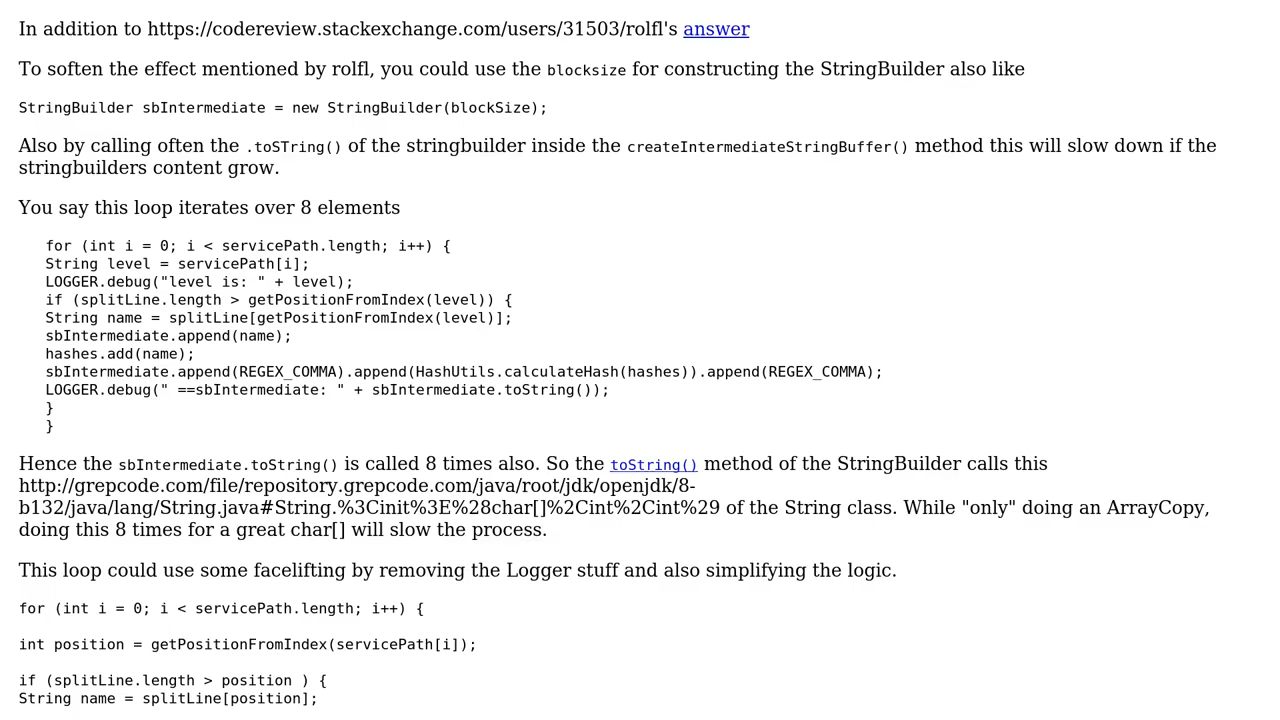 In addition to https://codereview.stackexchange.com/users/31503/rolfl's answer
To soften the effect mentioned by rolfl, you could use the blocksize for constructing the StringBuilder also like
StringBuilder sbIntermediate = new StringBuilder(blockSize);
Also by calling often the .toSTring() of the stringbuilder inside the createIntermediateStringBuffer() method this will slow down if the
stringbuilders content grow.
You say this loop iterates over 8 elements
for (int i = 0; i < servicePath.length; i++) {
String level = servicePath[i];
LOGGER.debug("level is: " + level);
if (splitLine.length > getPositionFromIndex(level)) {
String name = splitLine[getPositionFromIndex(level)];
sbIntermediate.append(name);
hashes.add(name);
sbIntermediate.append(REGEX_COMMA).append(HashUtils.calculateHash(hashes)).append(REGEX_COMMA);
LOGGER.debug(" ==sbIntermediate: " + sbIntermediate.toString());
}
}
Hence the sbIntermediate.toString() is called 8 times also. So the toString() method of the StringBuilder calls this
http://grepcode.com/file/repository.grepcode.com/java/root/jdk/openjdk/8-
b132/java/lang/String.java#String.%3Cinit%3E%28char[]%2Cint%2Cint%29 of the String class. While "only" doing an ArrayCopy,
doing this 8 times for a great char[] will slow the process.
This loop could use some facelifting by removing the Logger stuff and also simplifying the logic.
for (int i = 0; i < servicePath.length; i++) {
int position = getPositionFromIndex(servicePath[i]);
if (splitLine.length > position ) {
String name = splitLine[position];